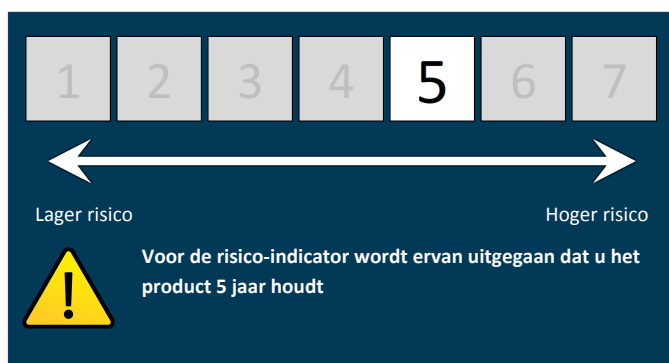 1 2 3 4 5 6 7
Lager risico Hoger risico
Voor de risico-indicator wordt ervan uitgegaan dat u het
product 5 jaar houdt